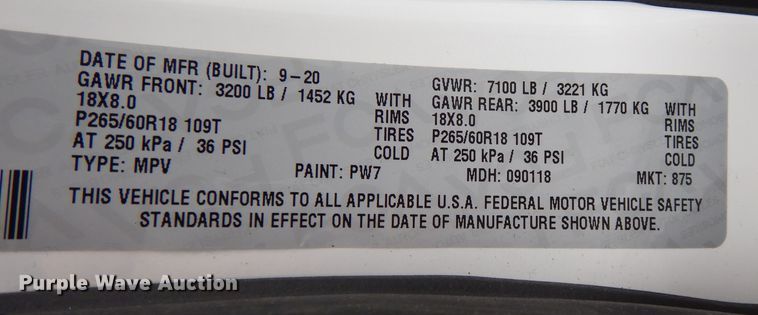 DATE OF MFR (BUILT): 9-20
GAWR FRONT: 3200 LB / 1452 KG WITH
18X8.0 RIMS
P265/60R18 109T TIRES
AT 250 kPa / 36 PSI COLD
TYPE: MPV PAINT: PW7
GVWR: 7100 LB / 3221 KG
GAWR REAR: 3900 LB / 1770 KG WITH
18X8.0 RIMS
P265/60R18 109T TIRES
AT 250 kPa / 36 PSI COLD
MDH: 090118 MKT: 875
THIS VEHICLE CONFORMS TO ALL APPLICABLE U.S.A. FEDERAL MOTOR VEHICLE SAFETY
STANDARDS IN EFFECT ON THE DATE OF MANUFACTURE SHOWN ABOVE.
Purple Wave Auction